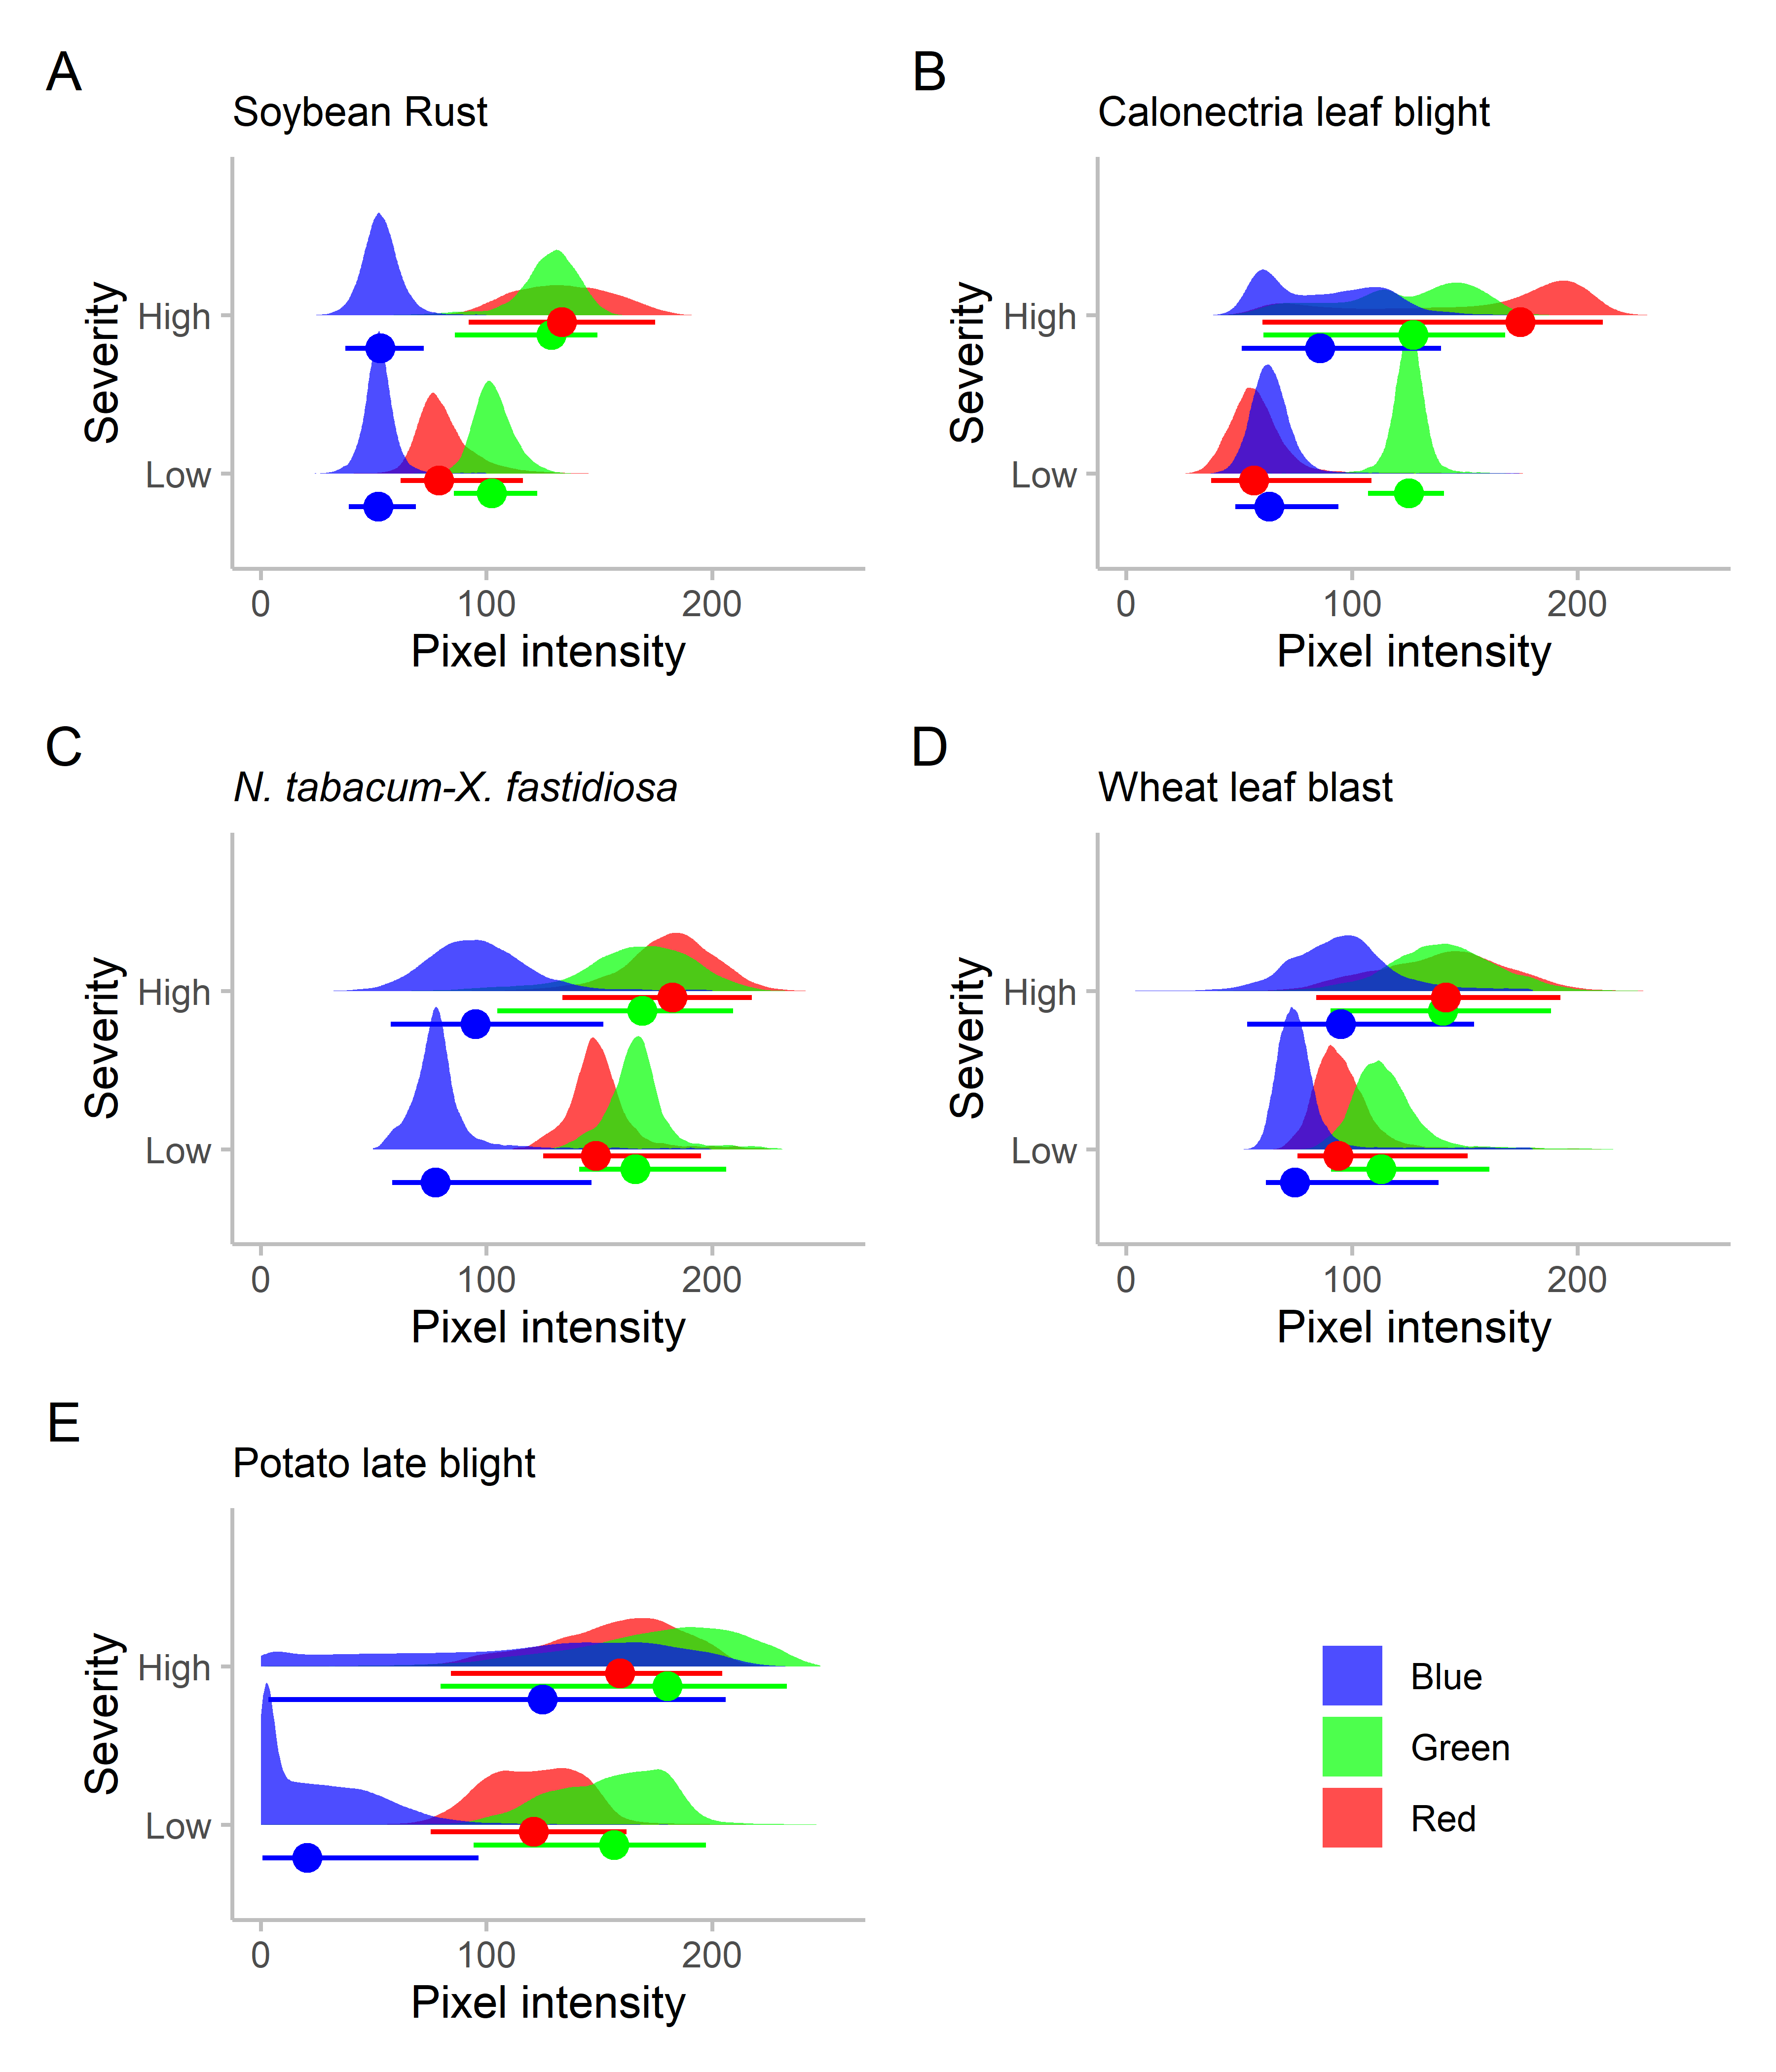 A
Soybean Rust
Severity
High
Low
0 100 200
Pixel intensity
B
Calonectria leaf blight
Severity
High
Low
0 100 200
Pixel intensity
C
N. tabacum-X. fastidiosa
Severity
High
Low
0 100 200
Pixel intensity
D
Wheat leaf blast
Severity
High
Low
0 100 200
Pixel intensity
E
Potato late blight
Severity
High
Low
0 100 200
Pixel intensity
Blue
Green
Red